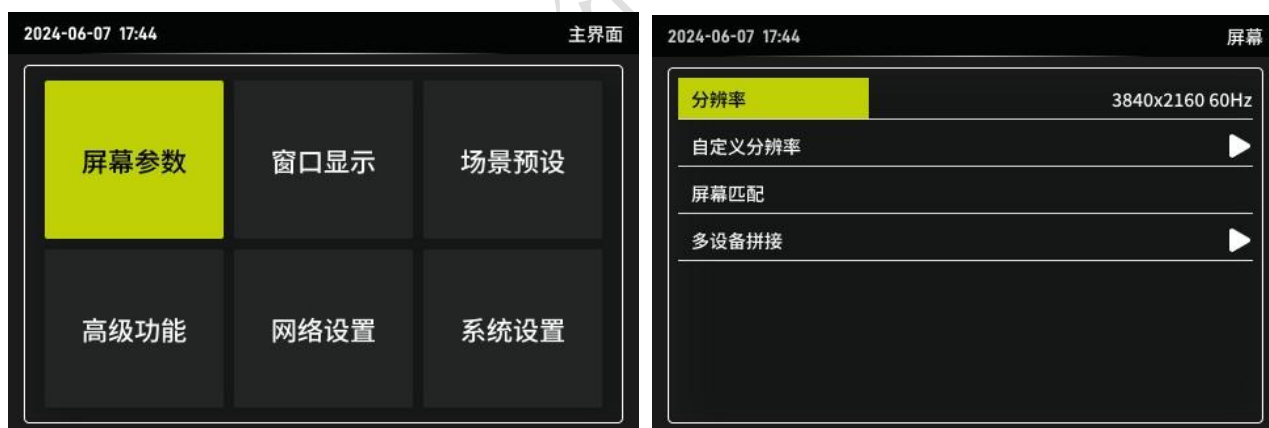 2024-06-07 17:44 主界面
屏幕参数 窗口显示 场景预设
高级功能 网络设置 系统设置
2024-06-07 17:44 屏幕
分辨率 3840x2160 60Hz
自定义分辨率
屏幕匹配
多设备拼接